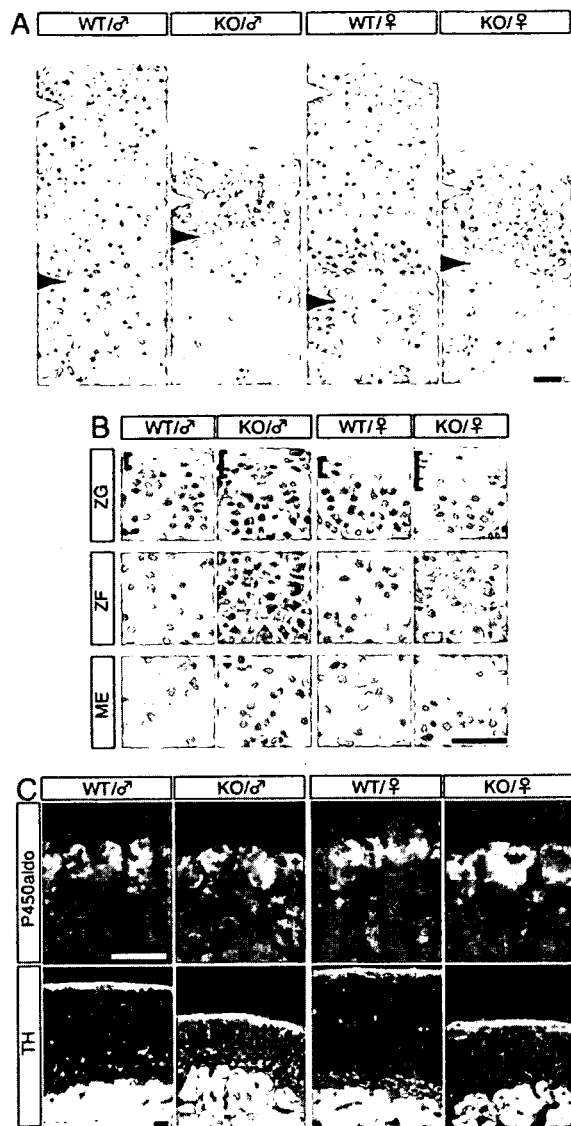 A
WT/♂ KO/♂ WT/♀ KO/♀
B
WT/♂ KO/♂ WT/♀ KO/♀
ZG
ZF
ME
C
WT/♂ KO/♂ WT/♀ KO/♀
P450aldo
TH